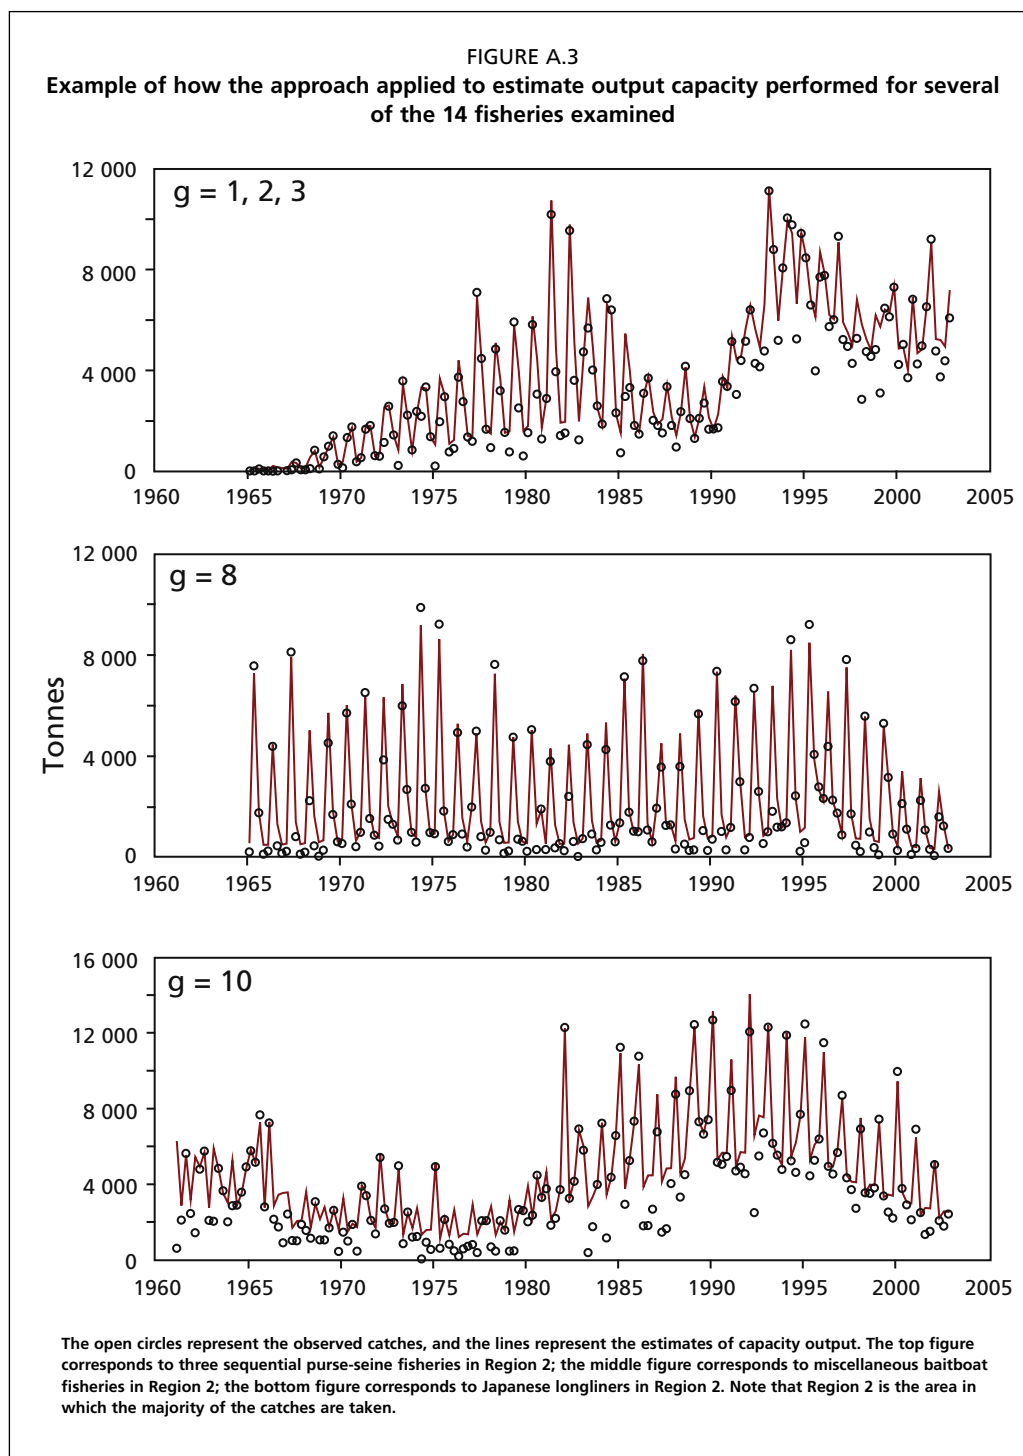 FIGURE A.3
Example of how the approach applied to estimate output capacity performed for several
of the 14 fisheries examined
12 000
g = 1, 2, 3
8 000
4 000
0
1960 1965 1970 1975 1980 1985 1990 1995 2000 2005
12 000
g = 8
8 000
Tonnes
4 000
0
1960 1965 1970 1975 1980 1985 1990 1995 2000 2005
16 000
g = 10
12 000
8 000
4 000
0
1960 1965 1970 1975 1980 1985 1990 1995 2000 2005
The open circles represent the observed catches, and the lines represent the estimates of capacity output. The top figure
corresponds to three sequential purse-seine fisheries in Region 2; the middle figure corresponds to miscellaneous baitboat
fisheries in Region 2; the bottom figure corresponds to Japanese longliners in Region 2. Note that Region 2 is the area in
which the majority of the catches are taken.